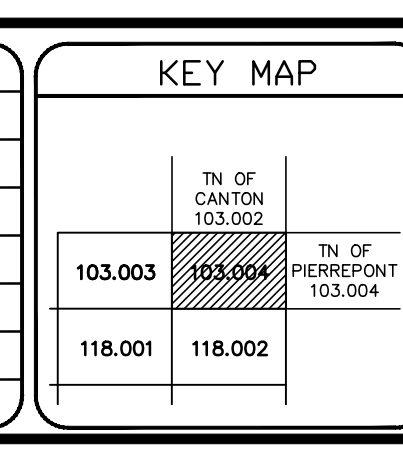 KEY MAP
TN OF
CANTON
103.002
103.003
103.004
TN OF
PIERREPONT
103.004
118.001
118.002